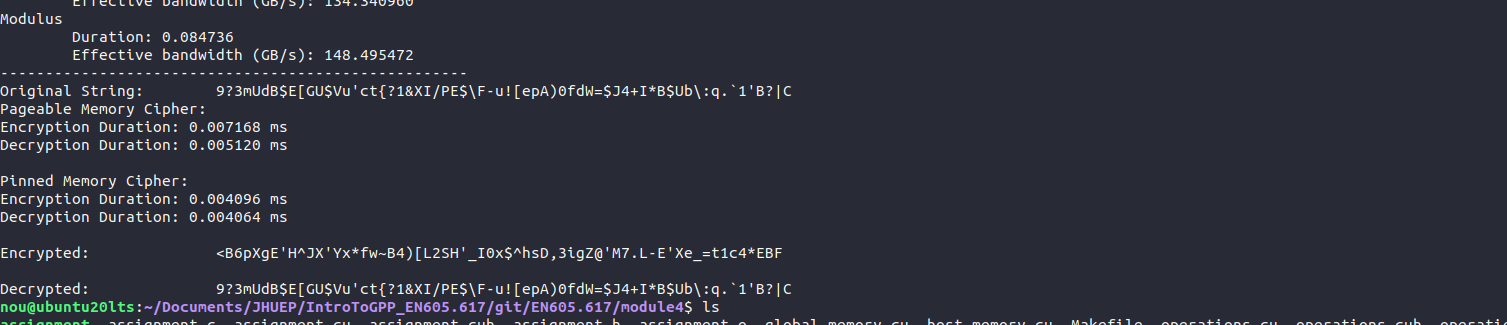 Effective bandwidth (GB/s): 134.340960
Modulus
Duration: 0.084736
Effective bandwidth (GB/s): 148.495472
----------------------------------------------------
Original String: 9?3mUdB$E[GU$Vu'ct{?1&XI/PE$\F-u![epA)0fdW=$J4+I*B$Ub\:q.`1'B?|C
Pageable Memory Cipher:
Encryption Duration: 0.007168 ms
Decryption Duration: 0.005120 ms
Pinned Memory Cipher:
Encryption Duration: 0.004096 ms
Decryption Duration: 0.004064 ms
Encrypted: <B6pXgE'H^JX'Yx*fw~B4)[L2SH'_I0x$^hsD,3igZ@'M7.L-E'Xe_=t1c4*EBF
Decrypted: 9?3mUdB$E[GU$Vu'ct{?1&XI/PE$\F-u![epA)0fdW=$J4+I*B$Ub\:q.`1'B?|C
nou@ubuntu20lts:~/Documents/JHUEP/IntroToGPP_EN605.617/git/EN605.617/module4$ ls
assignment assignment.c assignment.cu assignment.cuh assignment.h assignment.o global_memory.cu host_memory.cu Makefile operations.cu operations.cuh